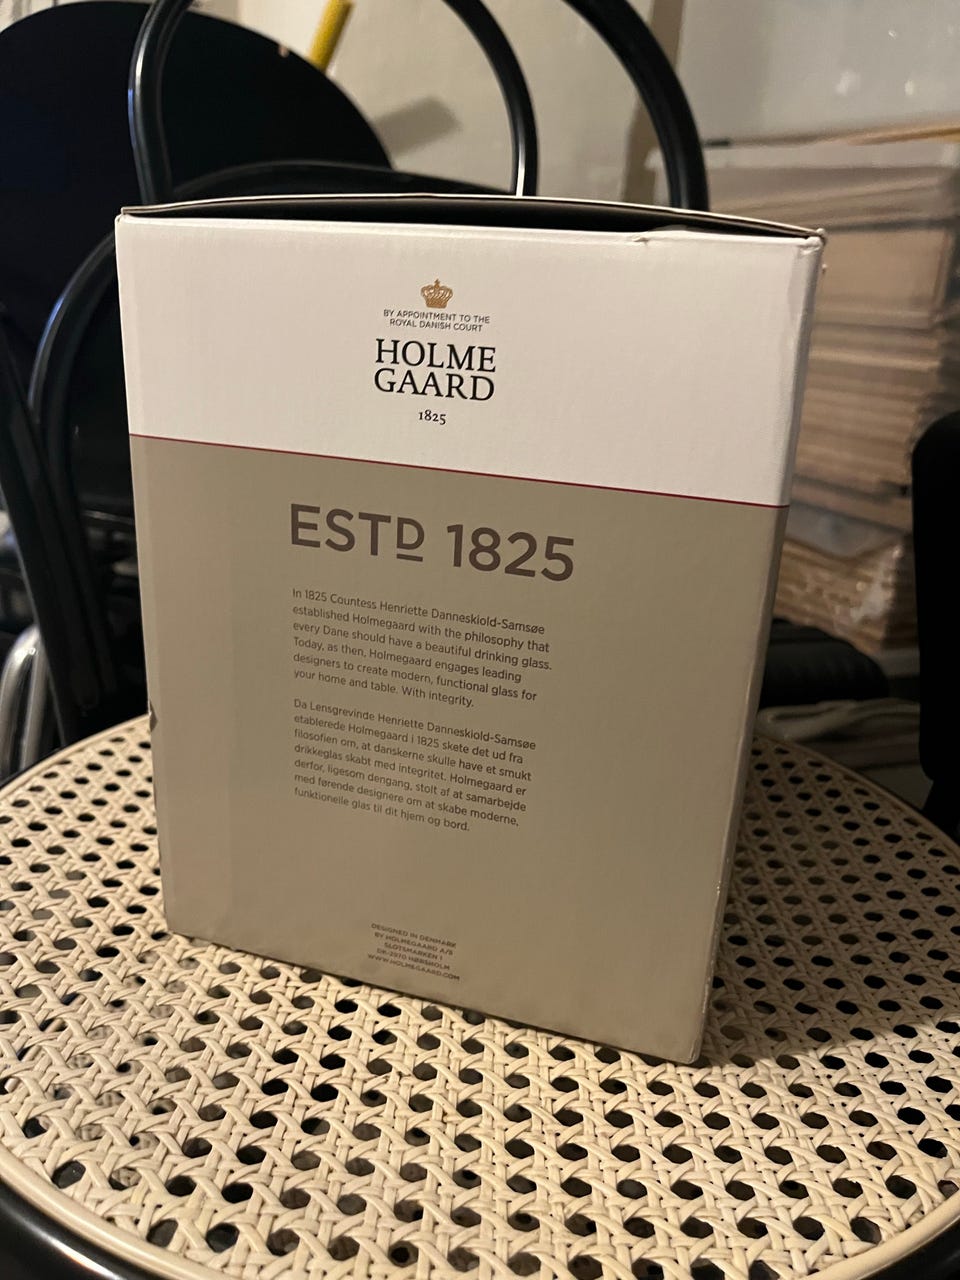 BY APPOINTMENT TO THE
ROYAL DANISH COURT
HOLME
GAARD
1825
ESTD 1825
In 1825 Countess Henriette Danneskiold-Samsøe
established Holmegaard with the philosophy that
every Dane should have a beautiful drinking glass.
Today, as then, Holmegaard engages leading
designers to create modern, functional glass for
your home and table. With integrity.
Da Lensgrevinde Henriette Danneskiold-Samsøe
etablerede Holmegaard i 1825 skete det ud fra
filosofien om, at danskerne skulle have et smukt
drikkeglas skabt med integritet. Holmegaard er
derfor, ligesom dengang, stolt af at samarbejde
med førende designere om at skabe moderne,
funktionelle glas til dit hjem og bord.
DESIGNED IN DENMARK
BY HOLMEGAARD A/S
SLOTSMARKEN 1
DK-2970 HØRSHOLM
WWW.HOLMEGAARD.COM